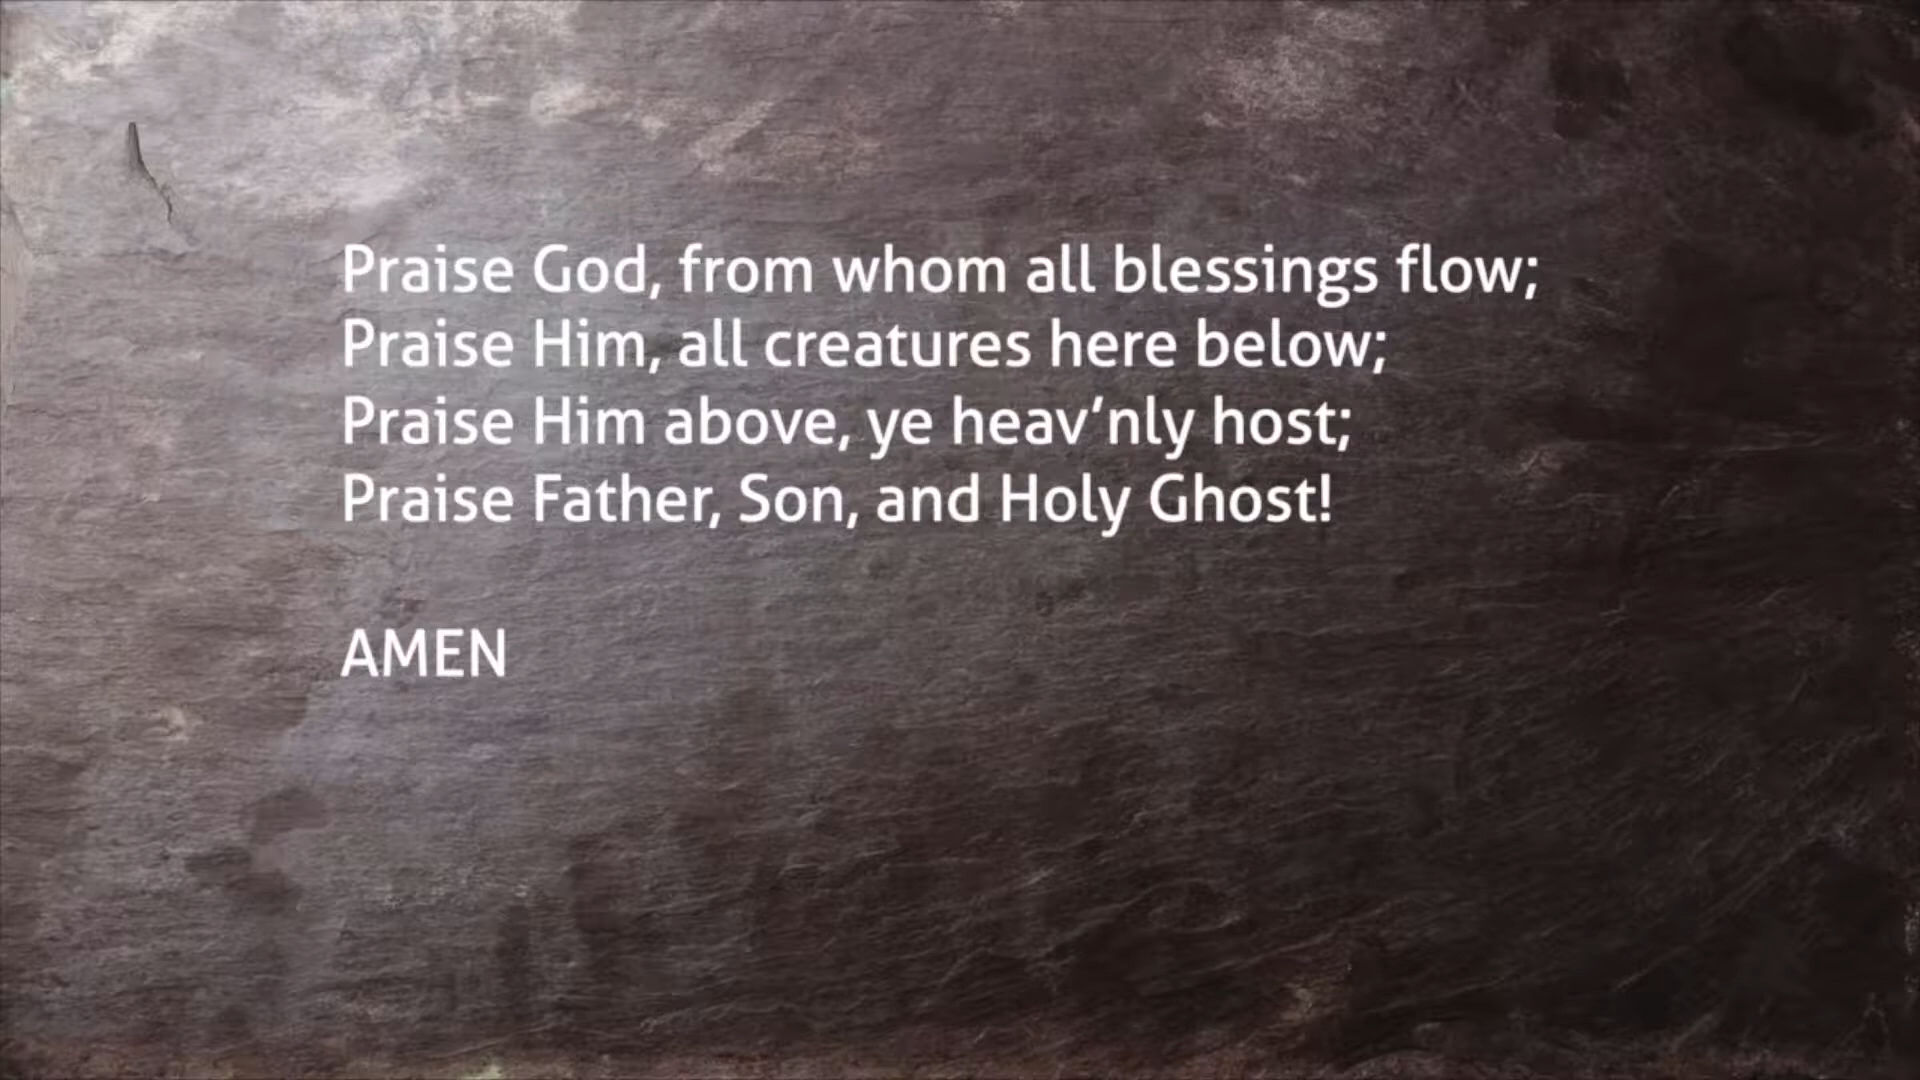 Praise God, from whom all blessings flow;
Praise Him, all creatures here below;
Praise Him above, ye heav’nly host;
Praise Father, Son, and Holy Ghost!
AMEN